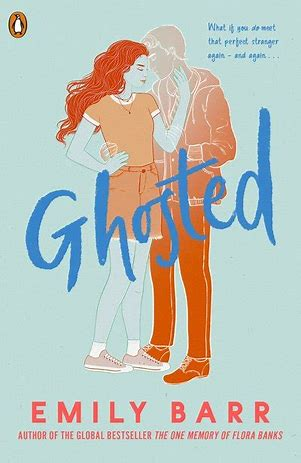 What if you do meet
that perfect stranger
again – and again. . . .
Ghosted
EMILY BARR
AUTHOR OF THE GLOBAL BESTSELLER THE ONE MEMORY OF FLORA BANKS